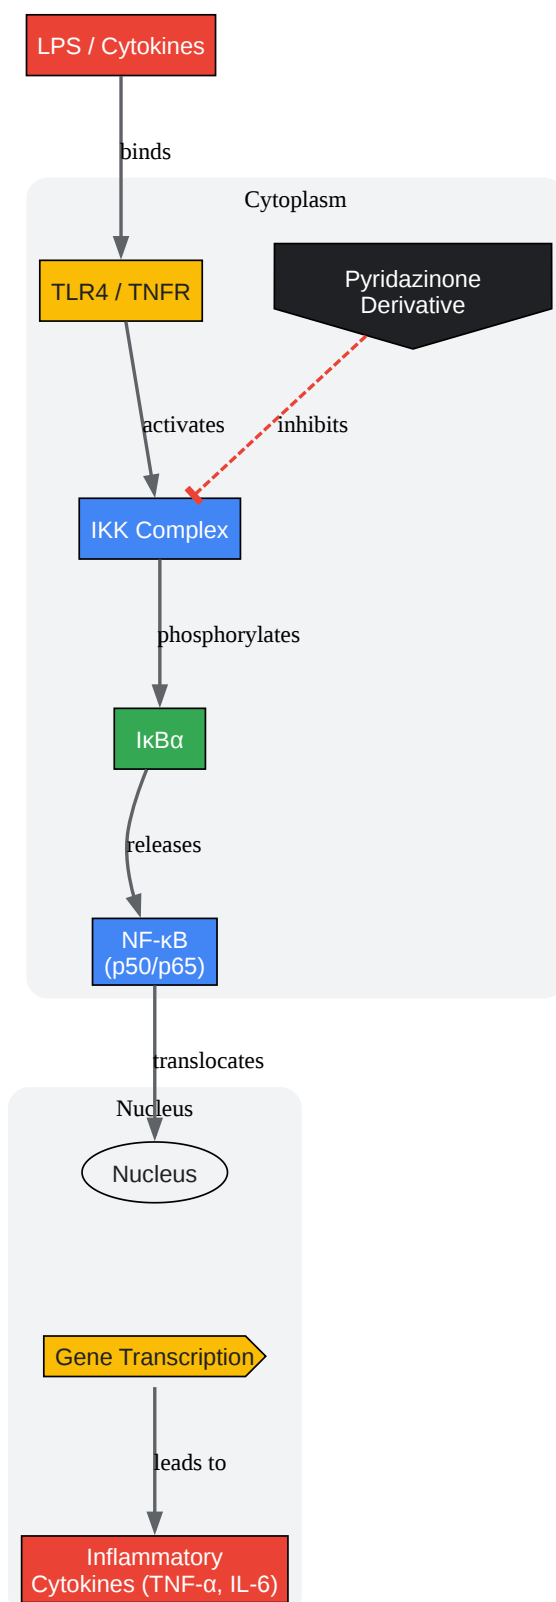 LPS / Cytokines
binds
Cytoplasm
TLR4 / TNFR
Pyridazinone
Derivative
activates
inhibits
IKK Complex
phosphorylates
IκBα
releases
NF-κB
(p50/p65)
translocates
Nucleus
Nucleus
Gene Transcription
leads to
Inflammatory
Cytokines (TNF-α, IL-6)